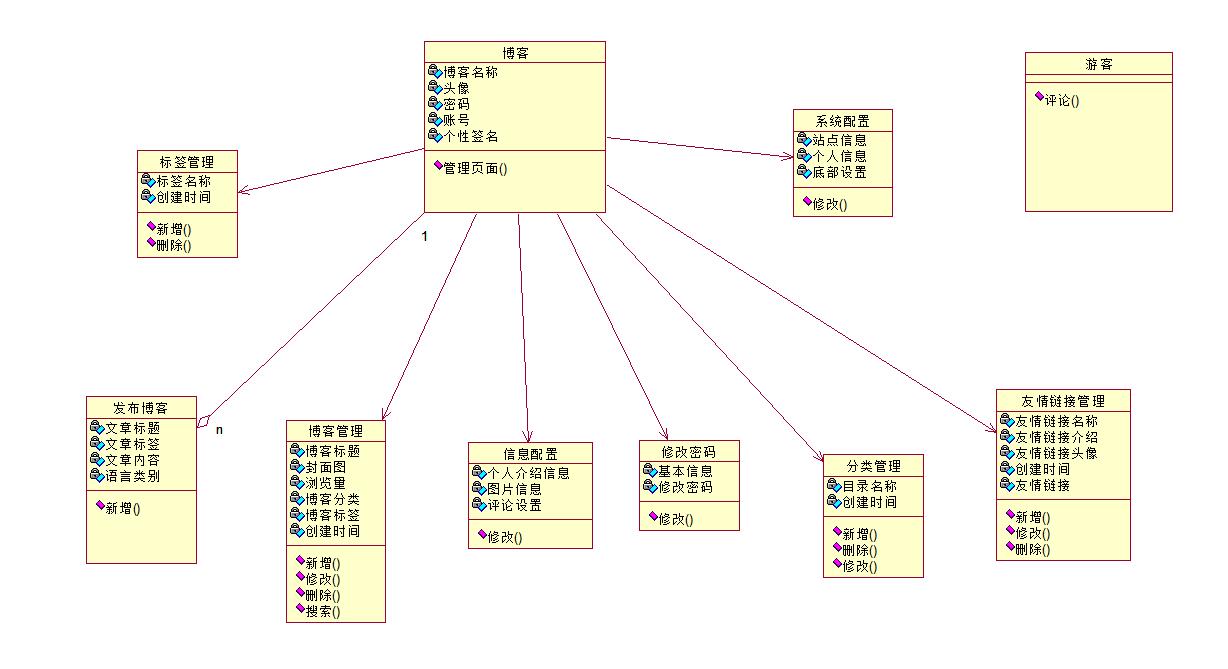 博客
博客名称
头像
密码
账号
个性签名
管理页面()
游客
评论()
系统配置
站点信息
个人信息
底部设置
修改()
标签管理
标签名称
创建时间
新增()
删除()
1
n
发布博客
文章标题
文章标签
文章内容
语言类别
新增()
博客管理
博客标题
封面图
浏览量
博客分类
博客标签
创建时间
新增()
修改()
删除()
搜索()
信息配置
个人介绍信息
图片信息
评论设置
修改()
修改密码
基本信息
修改密码
修改()
分类管理
目录名称
创建时间
新增()
删除()
修改()
友情链接管理
友情链接名称
友情链接介绍
友情链接头像
创建时间
友情链接
新增()
修改()
删除()